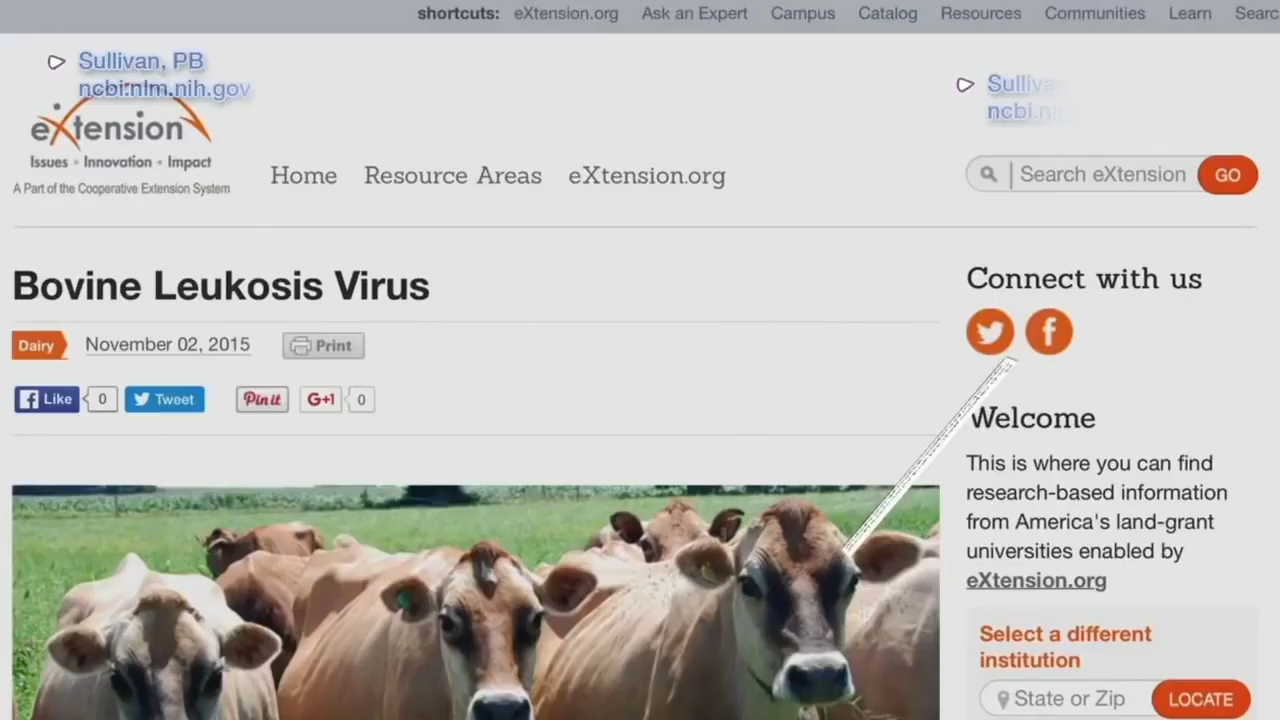 shortcuts: eXtension.org Ask an Expert Campus Catalog Resources Communities Learn
Sullivan, PB
ncbi.nlm.nih.gov
eXtension
Issues • Innovation • Impact
A Part of the Cooperative Extension System
Home Resource Areas eXtension.org
Search eXtension GO
Bovine Leukosis Virus
Dairy November 02, 2015 Print
Like 0 Tweet Pin it G+1 0
Connect with us
Welcome
This is where you can find
research-based information
from America's land-grant
universities enabled by
eXtension.org
Select a different
institution
State or Zip LOCATE